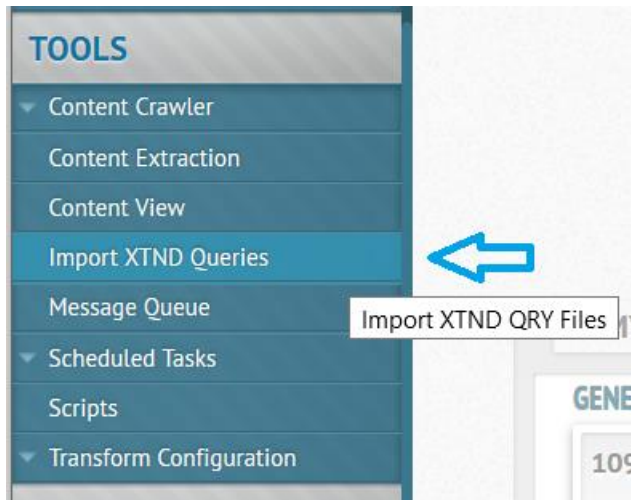 TOOLS
Content Crawler
Content Extraction
Content View
Import XTND Queries
Message Queue
Import XTND QRY Files
Scheduled Tasks
Scripts
GENE
Transform Configuration
109